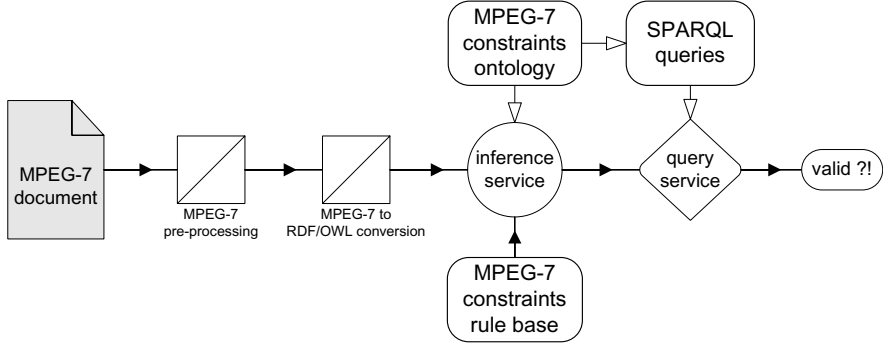 MPEG-7
constraints
ontology
SPARQL
queries
MPEG-7
document
MPEG-7
pre-processing
MPEG-7 to
RDF/OWL conversion
inference
service
query
service
valid ?!
MPEG-7
constraints
rule base